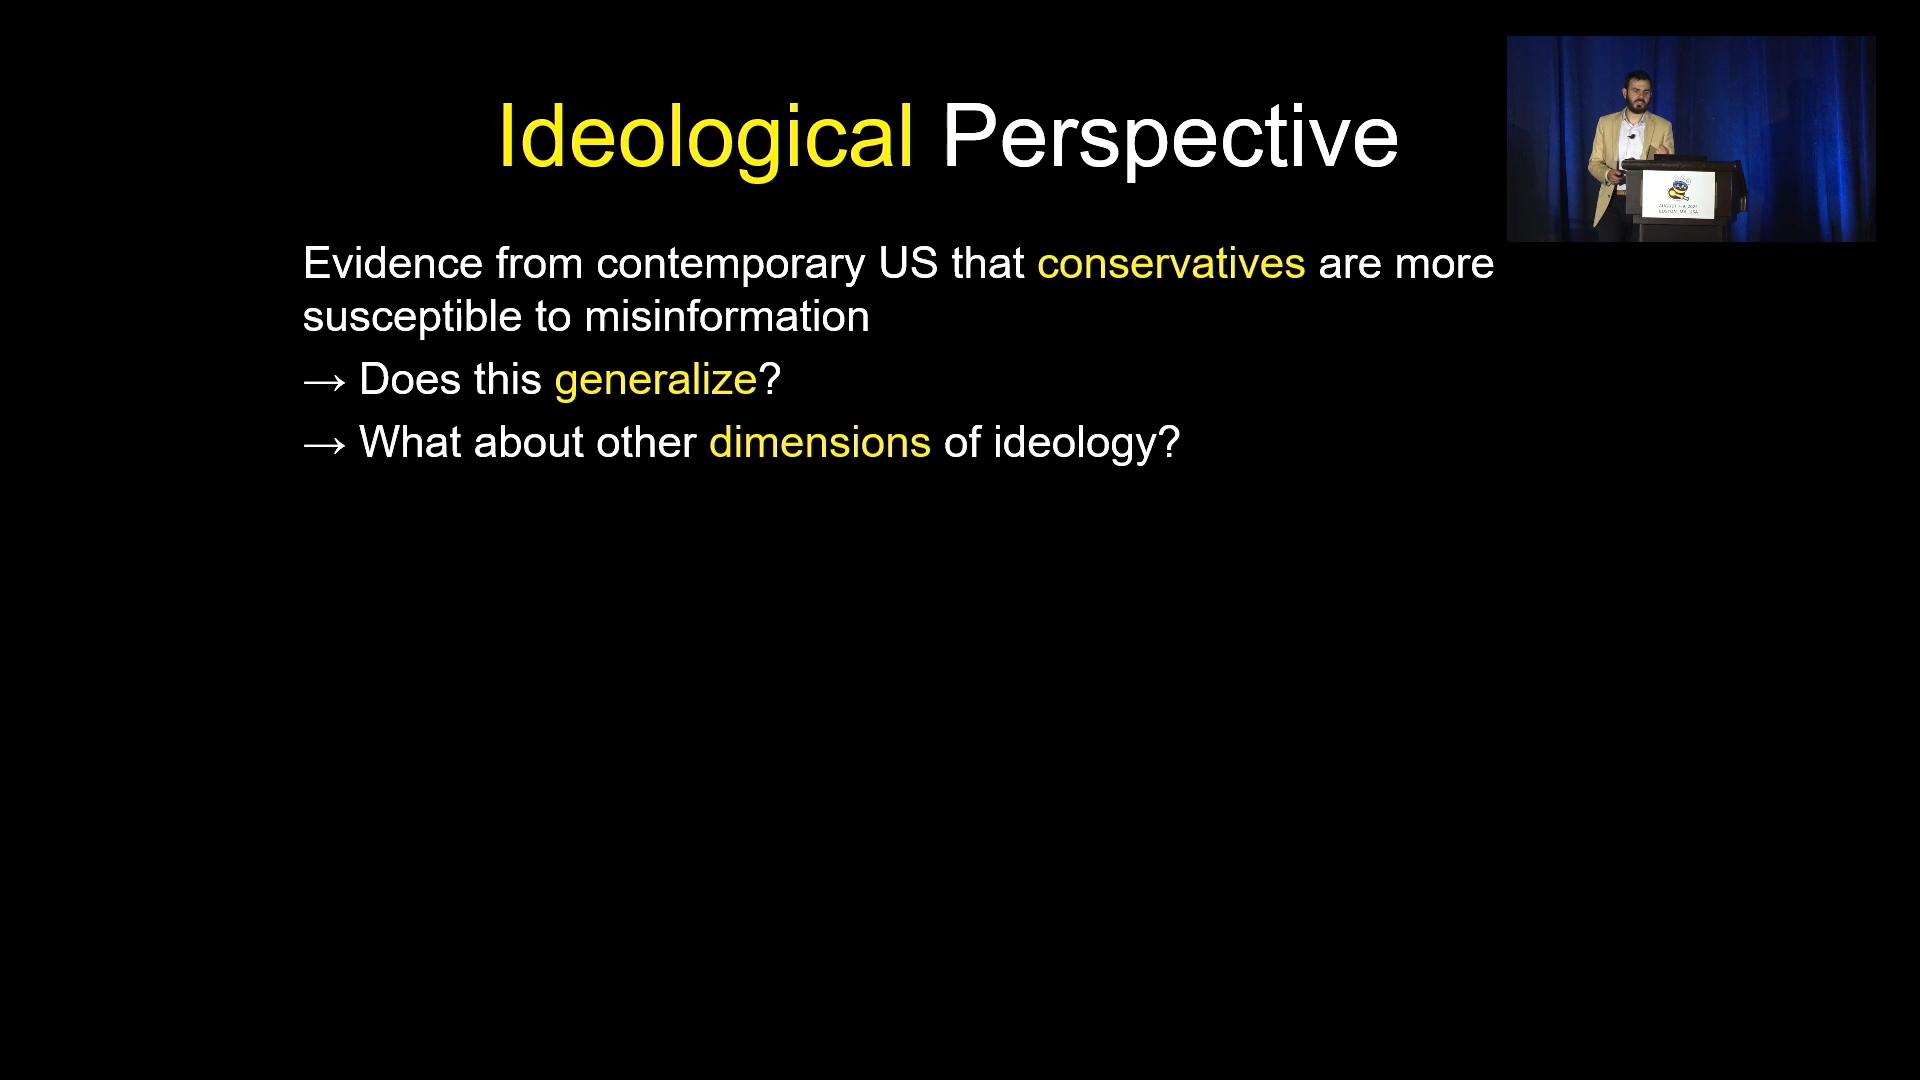 Ideological Perspective
Evidence from contemporary US that conservatives are more
susceptible to misinformation
→ Does this generalize?
→ What about other dimensions of ideology?